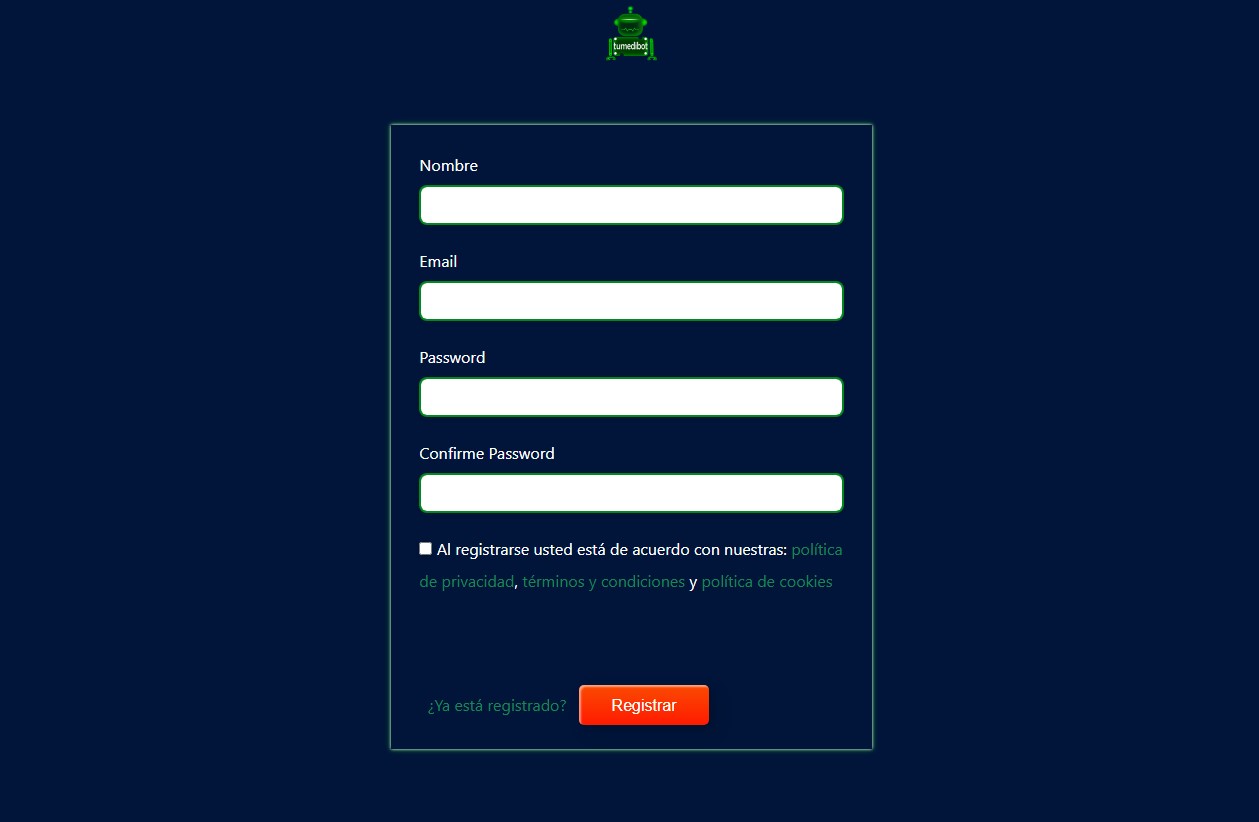 tumedibot
Nombre
Email
Password
Confirme Password
Al registrarse usted está de acuerdo con nuestras: política
de privacidad, términos y condiciones y política de cookies
¿Ya está registrado? Registrar